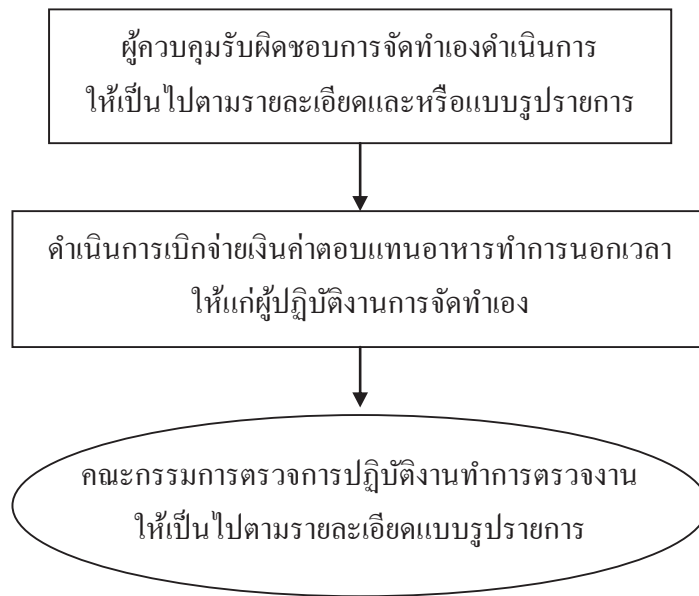 ผู้ควบคุมรับผิดชอบการจัดทำเองดำเนินการ
ให้เป็นไปตามรายละเอียดและหรือแบบรูปรายการ
ดำเนินการเบิกจ่ายเงินค่าตอบแทนอาหารทำการนอกเวลา
ให้แก่ผู้ปฏิบัติงานการจัดทำเอง
คณะกรรมการตรวจการปฏิบัติงานทำการตรวจงาน
ให้เป็นไปตามรายละเอียดแบบรูปรายการ